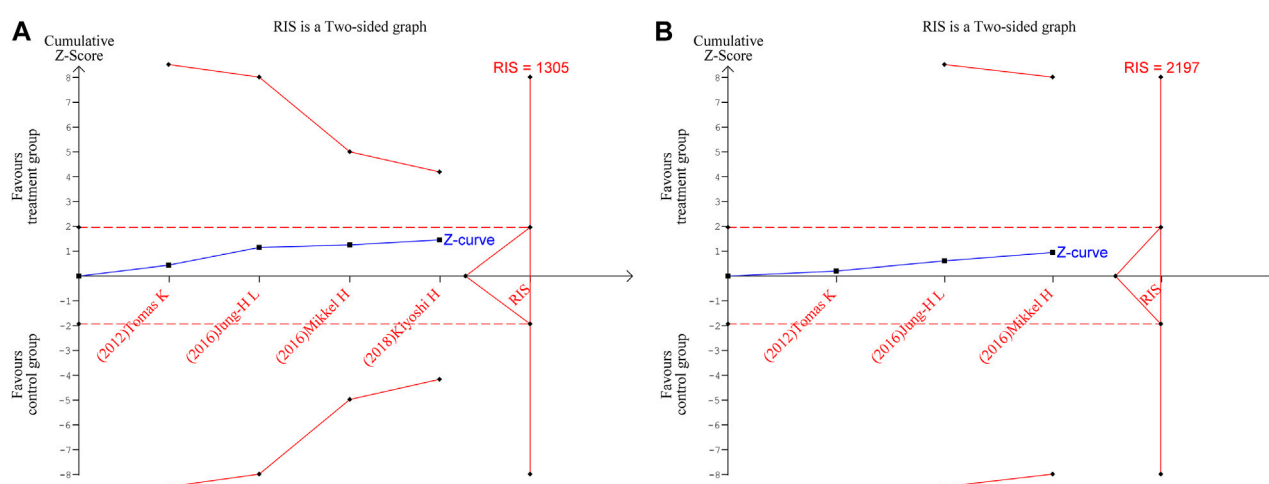 A
RIS is a Two-sided graph
Cumulative
Z-Score
RIS = 1305
8
7
6
5
4
3
2
1
-1
-2
-3
-4
-5
-6
-7
-8
Favours
treatment group
Favours
control group
Z-curve
(2012)Tomas K
(2016)Jung-H L
(2016)Mikkel H
(2018)Kiyoshi H
RIS
B
RIS is a Two-sided graph
Cumulative
Z-Score
RIS = 2197
8
7
6
5
4
3
2
1
-1
-2
-3
-4
-5
-6
-7
-8
Favours
treatment group
Favours
control group
Z-curve
(2012)Tomas K
(2016)Jung-H L
(2016)Mikkel H
RIS